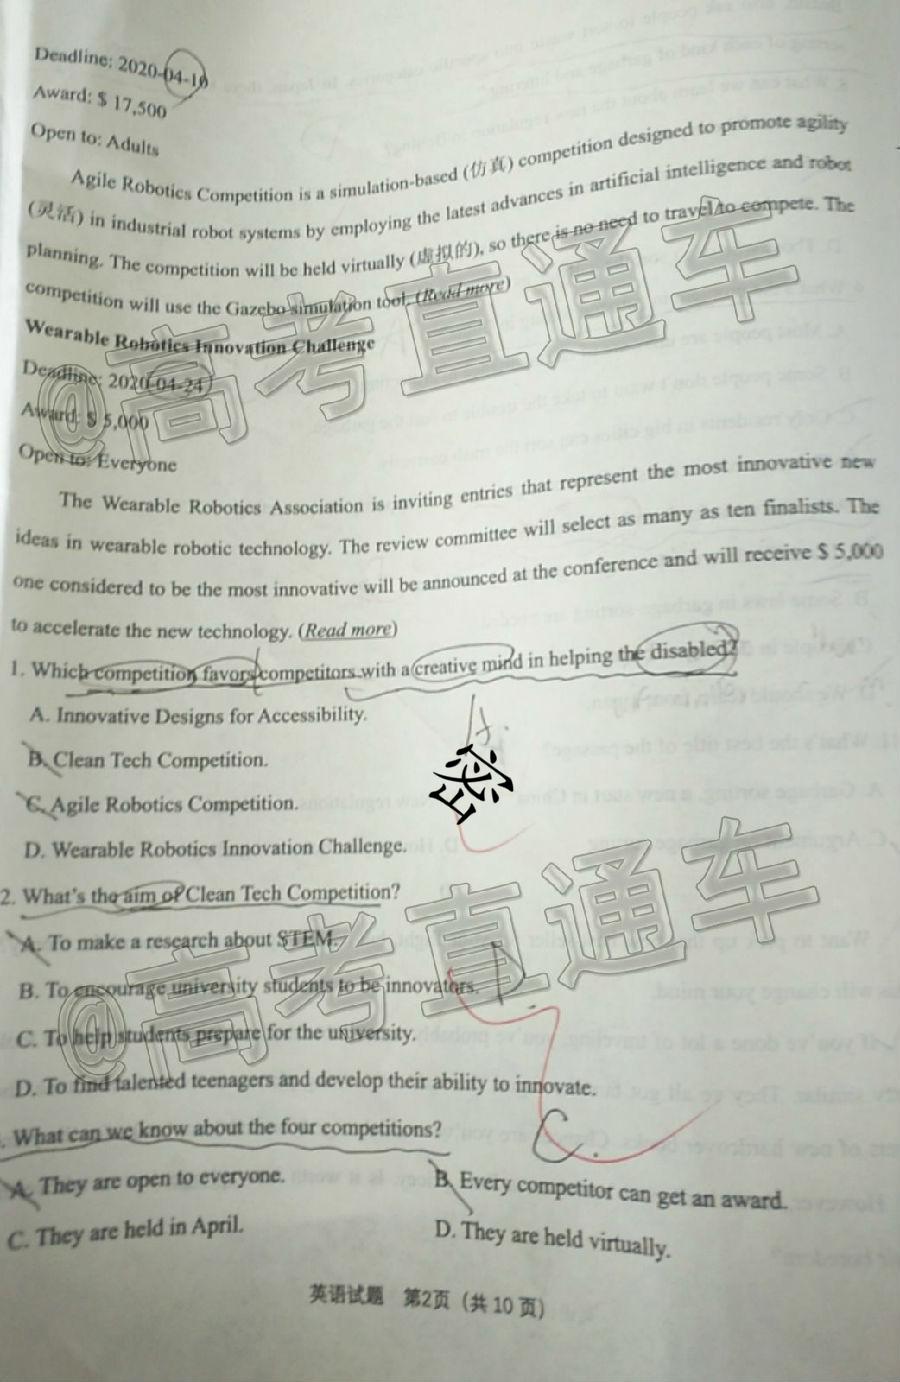 Deadline: 2020-04-10
Award: $ 17,500
Open to: Adults
Agile Robotics Competition is a simulation-based (仿真) competition designed to promote agility
(灵活) in industrial robot systems by employing the latest advances in artificial intelligence and robot
planning. The competition will be held virtually (虚拟的), so there is no need to travel to compete. The
competition will use the Gazebo simulation tool. (Read more)
Wearable Robotics Innovation Challenge
Deadline: 2020-04-24
Award: $ 5,000
Open to: Everyone
@高考直通车
The Wearable Robotics Association is inviting entries that represent the most innovative new
ideas in wearable robotic technology. The review committee will select as many as ten finalists. The
one considered to be the most innovative will be announced at the conference and will receive $ 5,000
to accelerate the new technology. (Read more)
1. Which competition favors competitors with a creative mind in helping the disabled?
A. Innovative Designs for Accessibility.
A.
B. Clean Tech Competition.
密
C. Agile Robotics Competition.
D. Wearable Robotics Innovation Challenge.
2. What's the aim of Clean Tech Competition?
A. To make a research about STEM.
B. To encourage university students to be innovators.
D.
C. To help students prepare for the university.
D. To find talented teenagers and develop their ability to innovate.
@高考直通车
. What can we know about the four competitions?
C.
A. They are open to everyone.
B. Every competitor can get an award.
C. They are held in April.
D. They are held virtually.
英语试题 第2页 (共 10 页)